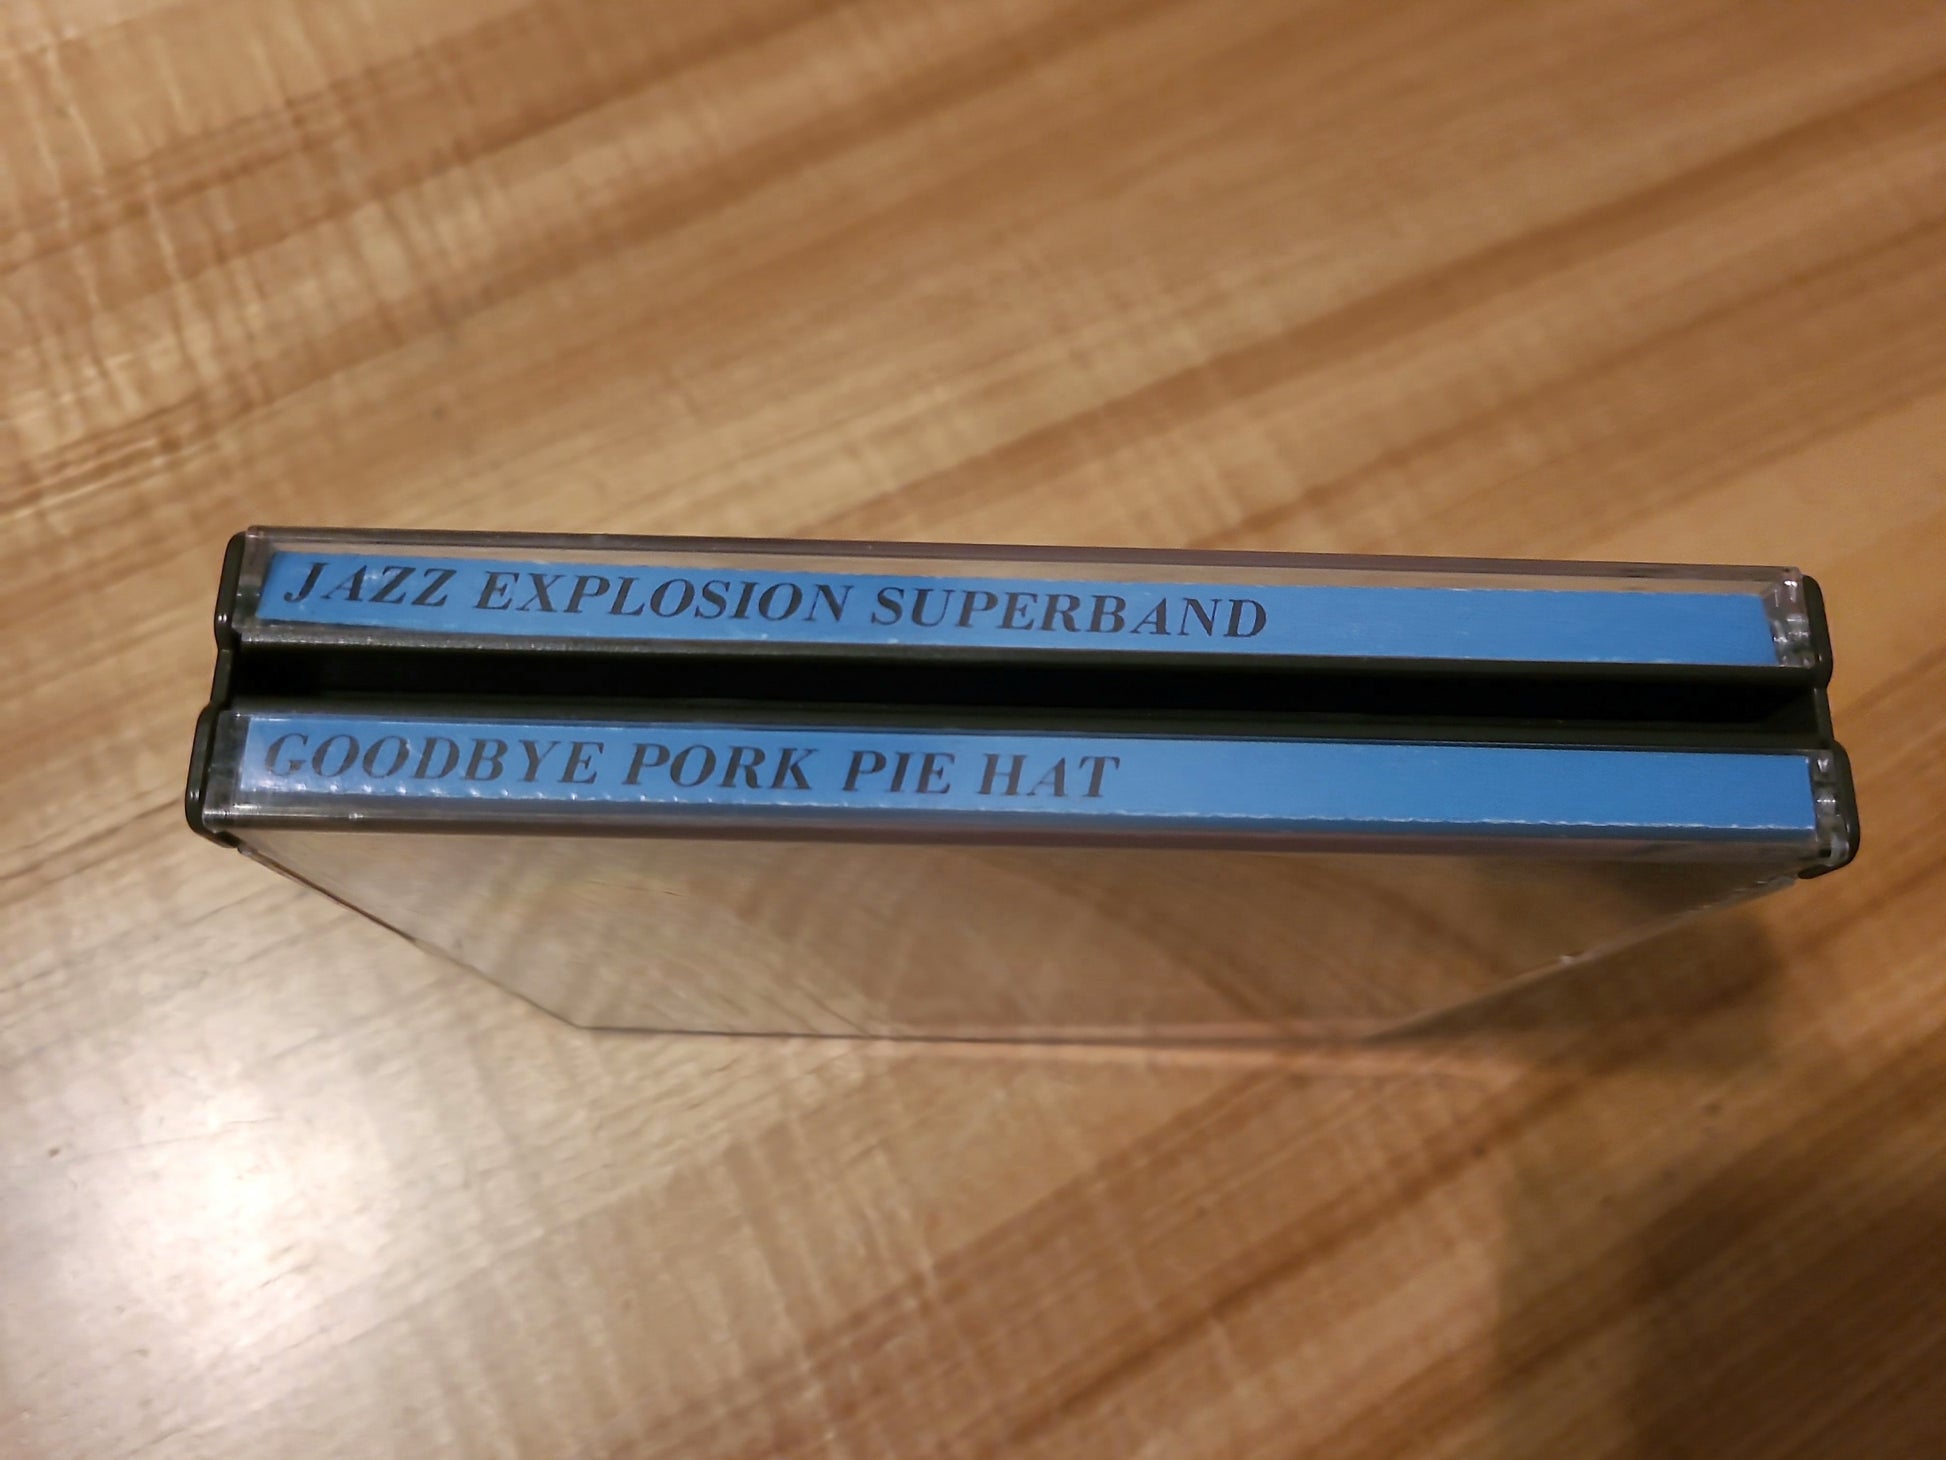 JAZZ EXPLOSION SUPERBAND
GOODBYE PORK PIE HAT